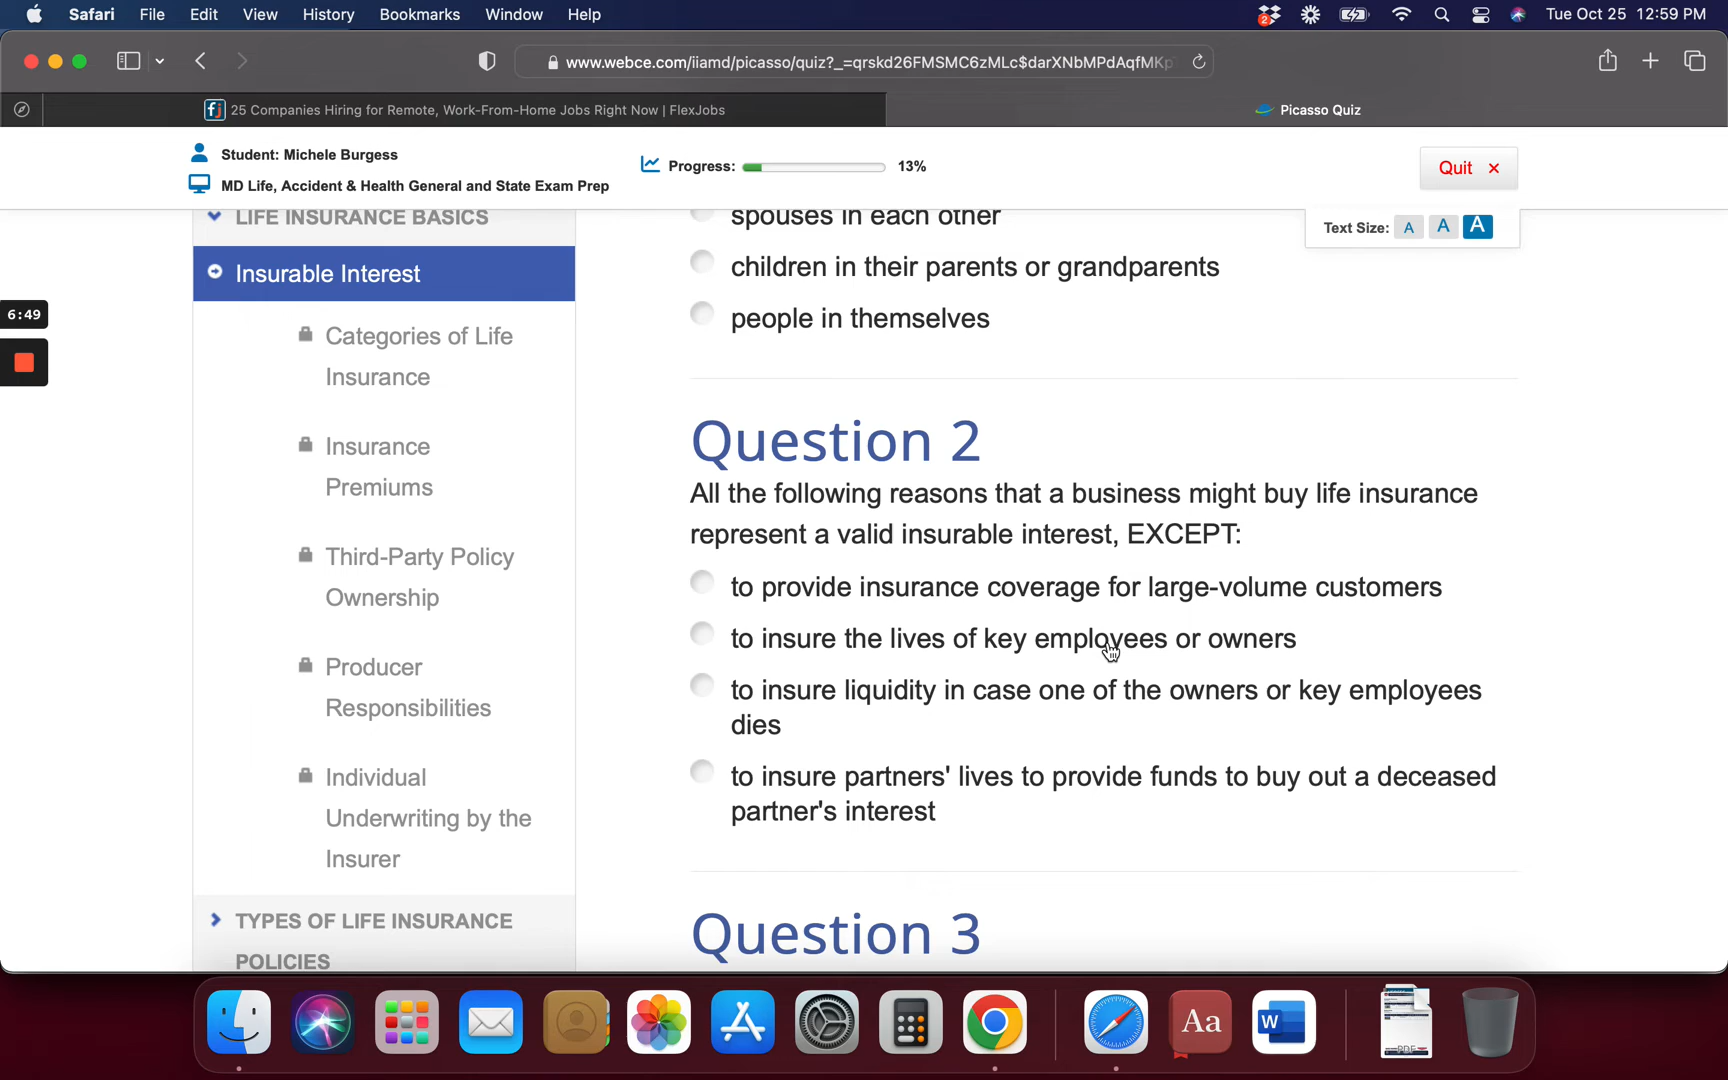 Safari File Edit View History Bookmarks Window Help
2
Tue Oct 25 12:59 PM
www.webce.com/iiamd/picasso/quiz?_=qrskd26FMSMC6zMLc$darXNbMPdAqfMKp
25 Companies Hiring for Remote, Work-From-Home Jobs Right Now | FlexJobs
Picasso Quiz
Student: Michele Burgess
MD Life, Accident & Health General and State Exam Prep
Progress: 13%
Quit ×
Text Size: A A A
LIFE INSURANCE BASICS
Insurable Interest
Categories of Life
Insurance
Insurance
Premiums
Third-Party Policy
Ownership
Producer
Responsibilities
Individual
Underwriting by the
Insurer
TYPES OF LIFE INSURANCE
POLICIES
6:49
spouses in each other
children in their parents or grandparents
people in themselves
Question 2
All the following reasons that a business might buy life insurance
represent a valid insurable interest, EXCEPT:
to provide insurance coverage for large-volume customers
to insure the lives of key employees or owners
to insure liquidity in case one of the owners or key employees
dies
to insure partners' lives to provide funds to buy out a deceased
partner's interest
Question 3
Aa
W
PDF